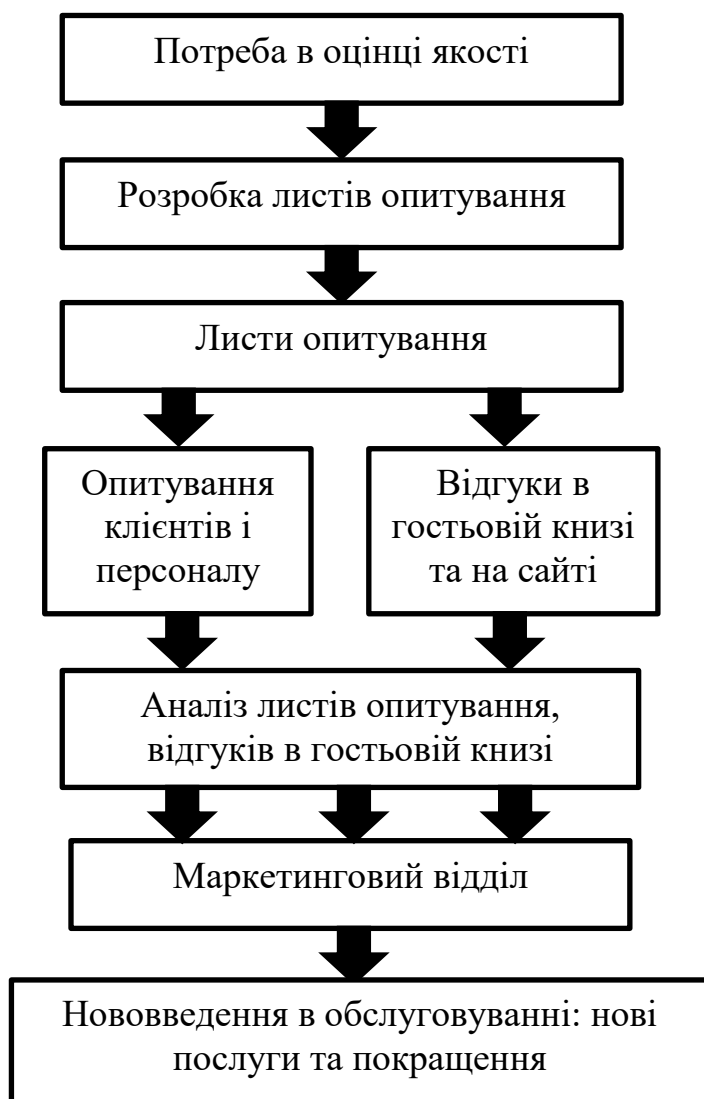 Потреба в оцінці якості
Розробка листів опитування
Листи опитування
Опитування
клієнтів і
персоналу
Відгуки в
гостьовій книзі
та на сайті
Аналіз листів опитування,
відгуків в гостьовій книзі
Маркетинговий відділ
Нововведення в обслуговуванні: нові
послуги та покращення